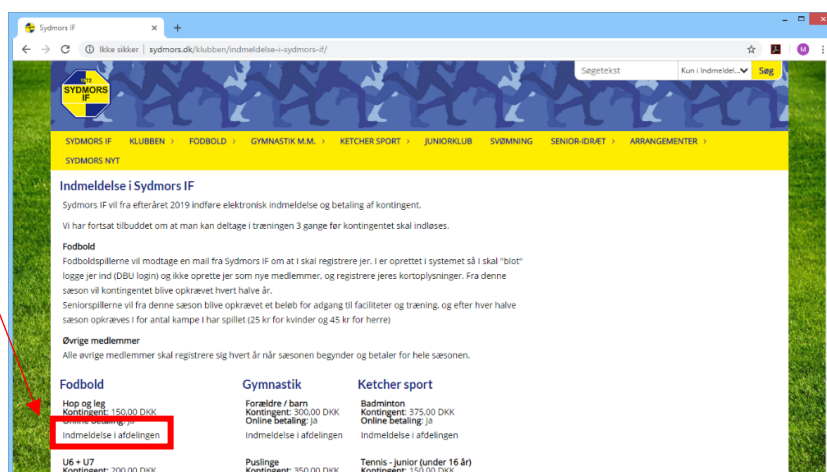 Sydmors IF
Ikke sikker | sydmors.dk/klubben/indmeldelse-i-sydmors-if/
M
1972
SYDMORS
IF
Søgetekst
Kun i Indmeldel...
Søg
SYDMORS IF KLUBBEN > FODBOLD > GYMNASTIK M.M. > KETCHER SPORT > JUNIORKLUB SVØMNING SENIOR-IDRÆT > ARRANGEMENTER >
SYDMORS NYT
Indmeldelse i Sydmors IF
Sydmors IF vil fra efteråret 2019 indføre elektronisk indmeldelse og betaling af kontingent.
Vi har fortsat tilbuddet om at man kan deltage i træningen 3 gange før kontingentet skal indløses.
Fodbold
Fodboldspillerne vil modtage en mail fra Sydmors IF om at I skal registrere jer. I er oprettet i systemet så I skal "blot"
logge jer ind (DBU login) og ikke oprette jer som nye medlemmer, og registrere jeres kortoplysninger. Fra denne
sæson vil kontingentet blive opkrævet hvert halve år.
Seniorspillerne vil fra denne sæson blive opkrævet et beløb for adgang til faciliteter og træning, og efter hver halve
sæson opkræves I for antal kampe I har spillet (25 kr for kvinder og 45 kr for herre)
Øvrige medlemmer
Alle øvrige medlemmer skal registrere sig hvert år når sæsonen begynder og betaler for hele sæsonen.
Fodbold
Hop og leg
Kontingent: 150,00 DKK
Online betaling: Ja
Indmeldelse i afdelingen
U6 + U7
Kontingent: 200,00 DKK
Gymnastik
Forældre / barn
Kontingent: 300,00 DKK
Online betaling: Ja
Indmeldelse i afdelingen
Puslinge
Kontingent: 350,00 DKK
Ketcher sport
Badminton
Kontingent: 375,00 DKK
Online betaling: Ja
Indmeldelse i afdelingen
Tennis - junior (under 16 år)
Kontingent: 150,00 DKK